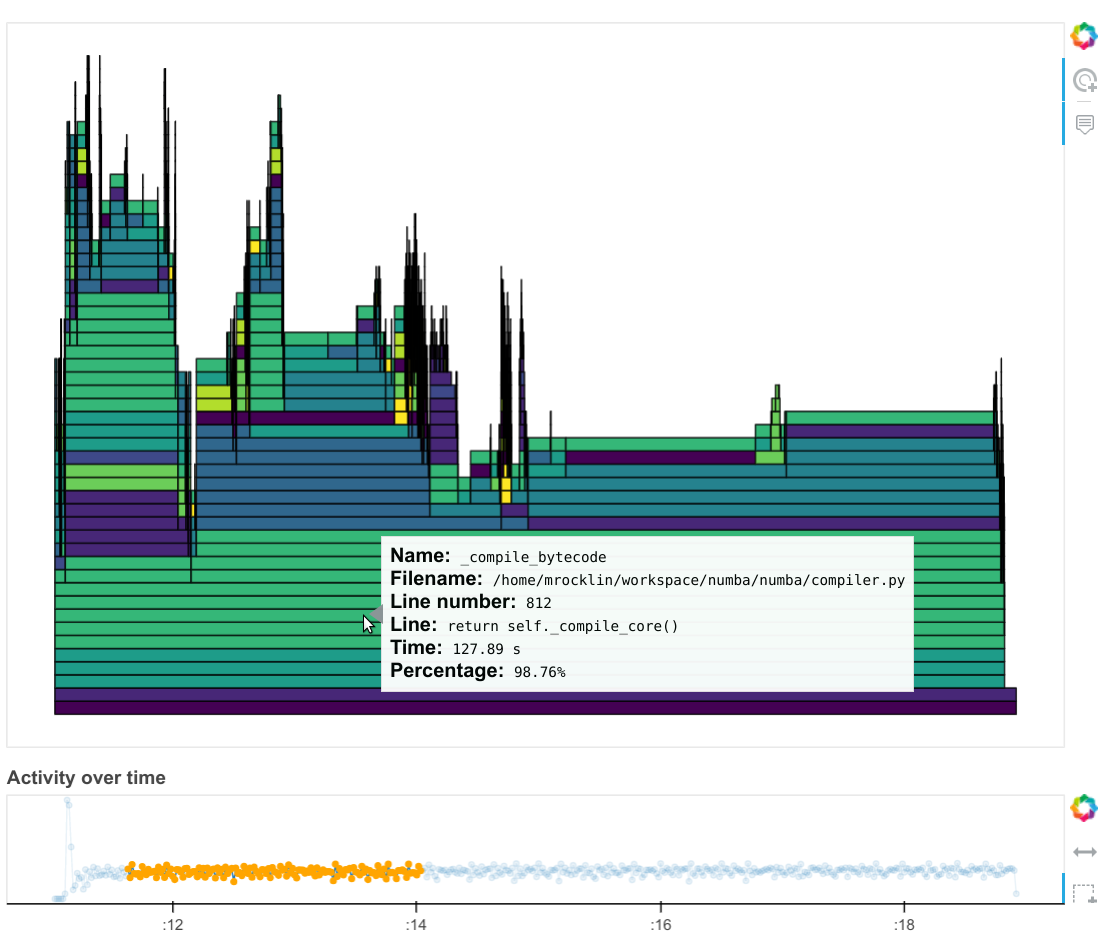 Name: _compile_bytecode
Filename: /home/mrocklin/workspace/numba/numba/compiler.py
Line number: 812
Line: return self._compile_core()
Time: 127.89 s
Percentage: 98.76%
Activity over time
:12 :14 :16 :18